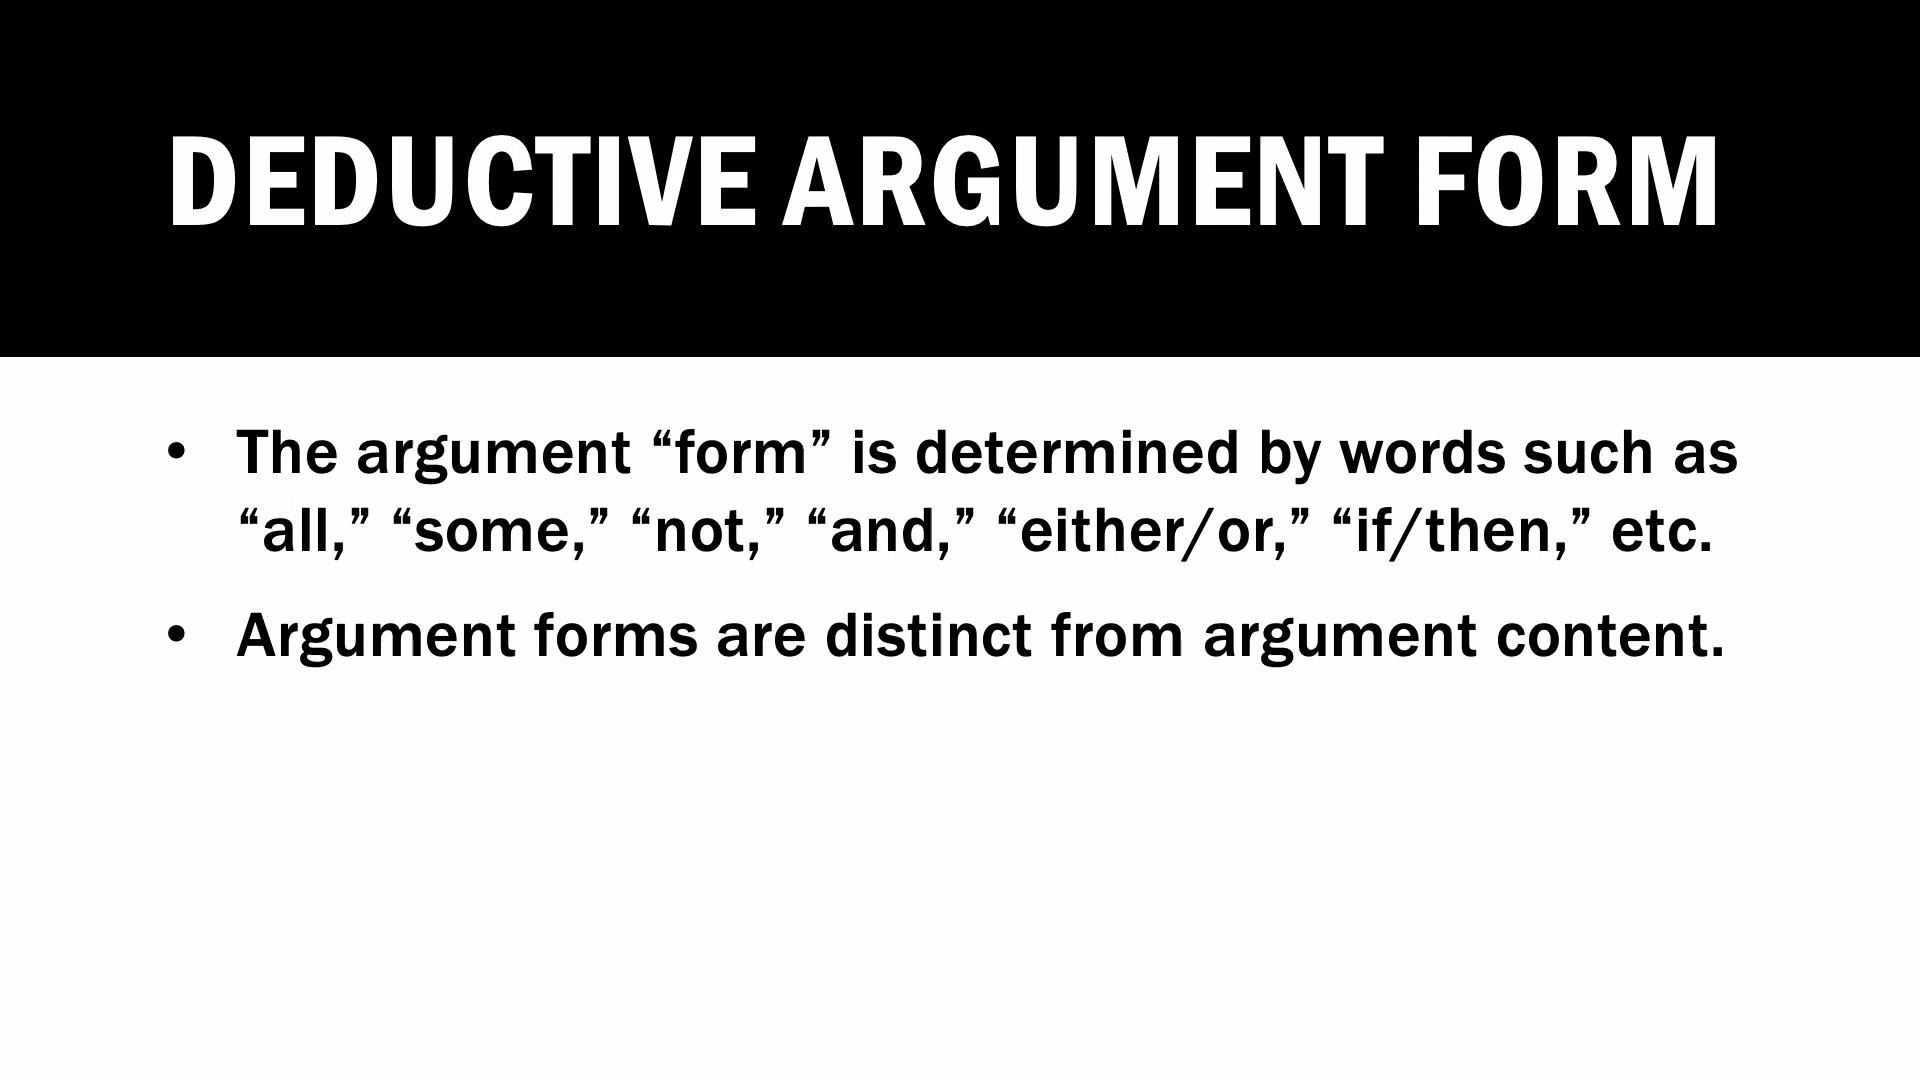 DEDUCTIVE ARGUMENT FORM
• The argument “form” is determined by words such as
“all,” “some,” “not,” “and,” “either/or,” “if/then,” etc.
• Argument forms are distinct from argument content.